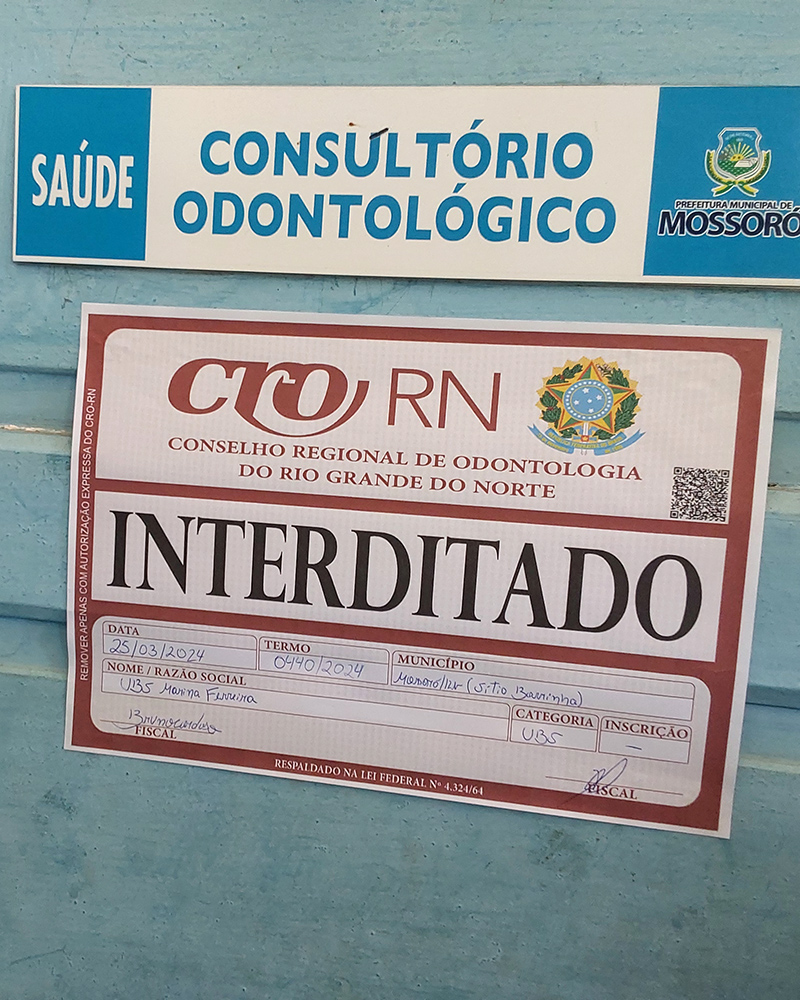 SAÚDE
CONSULTÓRIO
ODONTOLÓGICO
PREFEITURA MUNICIPAL DE
MOSSORÓ
cro RN
CONSELHO REGIONAL DE ODONTOLOGIA
DO RIO GRANDE DO NORTE
REMOVER APENAS COM AUTORIZAÇÃO EXPRESSA DO CRO-RN
INTERDITADO
DATA
25/03/2024
TERMO
0440/2024
MUNICÍPIO
Mossoró/RN (Sítio Barrinha)
NOME / RAZÃO SOCIAL
UBS Marina Ferreira
CATEGORIA
UBS
INSCRIÇÃO
—
FISCAL
FISCAL
RESPALDADO NA LEI FEDERAL Nº 4.324/64